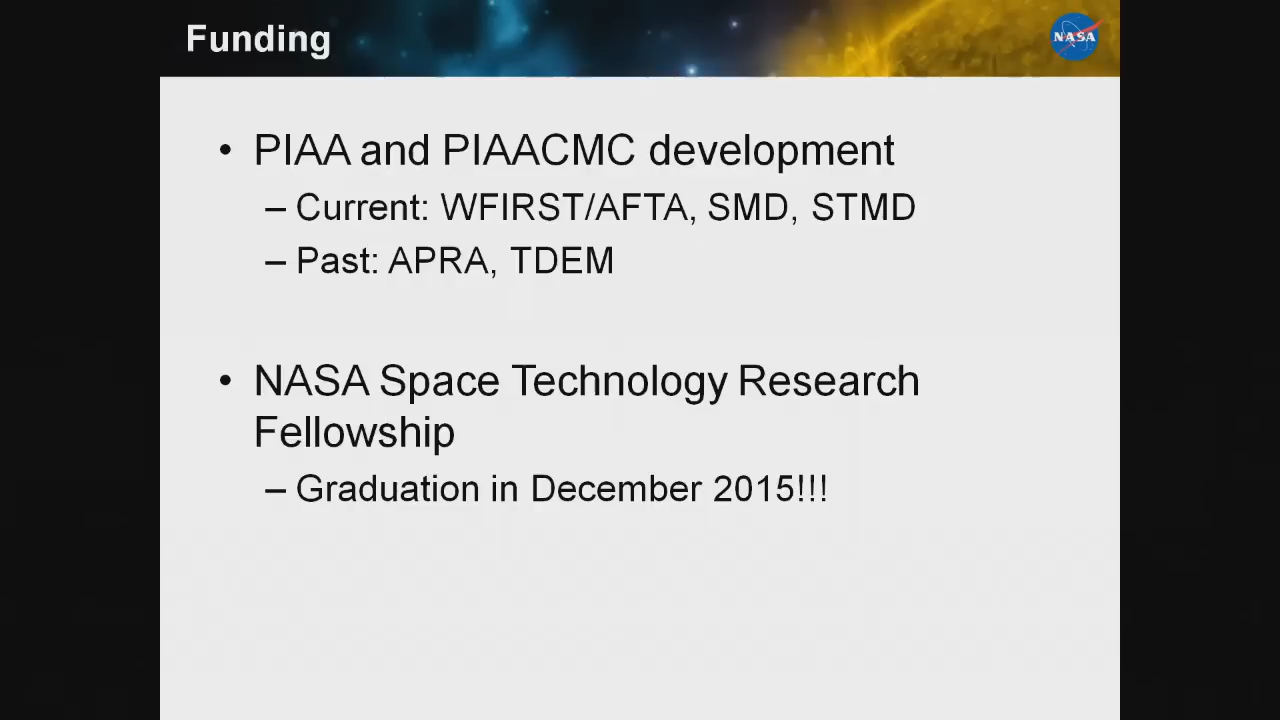 Funding
NASA
• PIAA and PIAACMC development
– Current: WFIRST/AFTA, SMD, STMD
– Past: APRA, TDEM
• NASA Space Technology Research
Fellowship
– Graduation in December 2015!!!